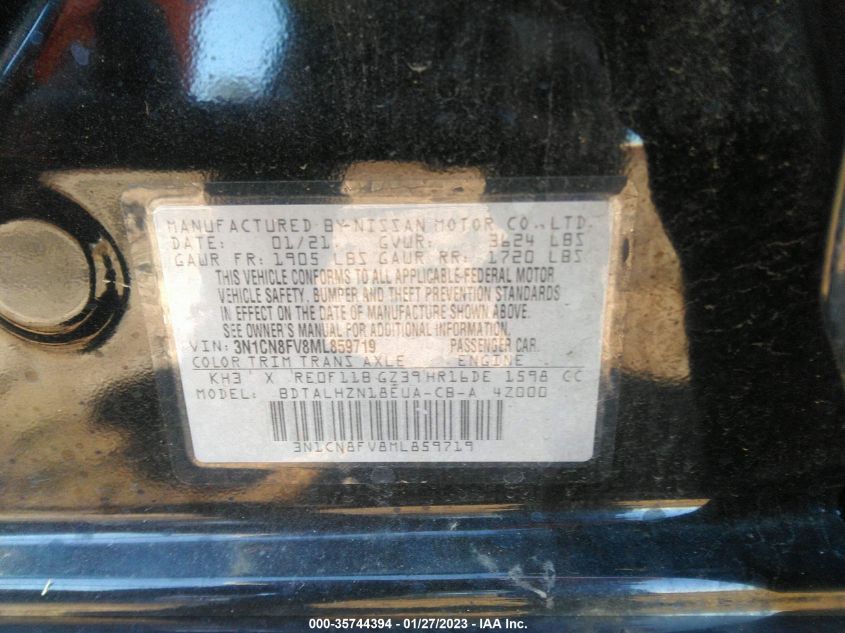 MANUFACTURED BY-NISSAN MOTOR CO., LTD.
DATE: 01/21. GVWR: 3624 LBS
GAWR FR: 1905 LBS GAWR RR: 1720 LBS
THIS VEHICLE CONFORMS TO ALL APPLICABLE-FEDERAL MOTOR
VEHICLE SAFETY, BUMPER AND THEFT PREVENTION STANDARDS
IN EFFECT ON THE DATE OF MANUFACTURE SHOWN ABOVE.
SEE OWNER'S MANUAL FOR ADDITIONAL INFORMATION.
VIN: 3N1CN8FV8ML859719 PASSENGER CAR.
COLOR TRIM TRANS AXLE ENGINE
KH3 X RE0F11B GZ39 HR16DE 1598 CC
MODEL: BDTALHZN18EUA-CB-A 4Z000
3N1CN8FV8ML859719
000-35744394 - 01/27/2023 - IAA Inc.